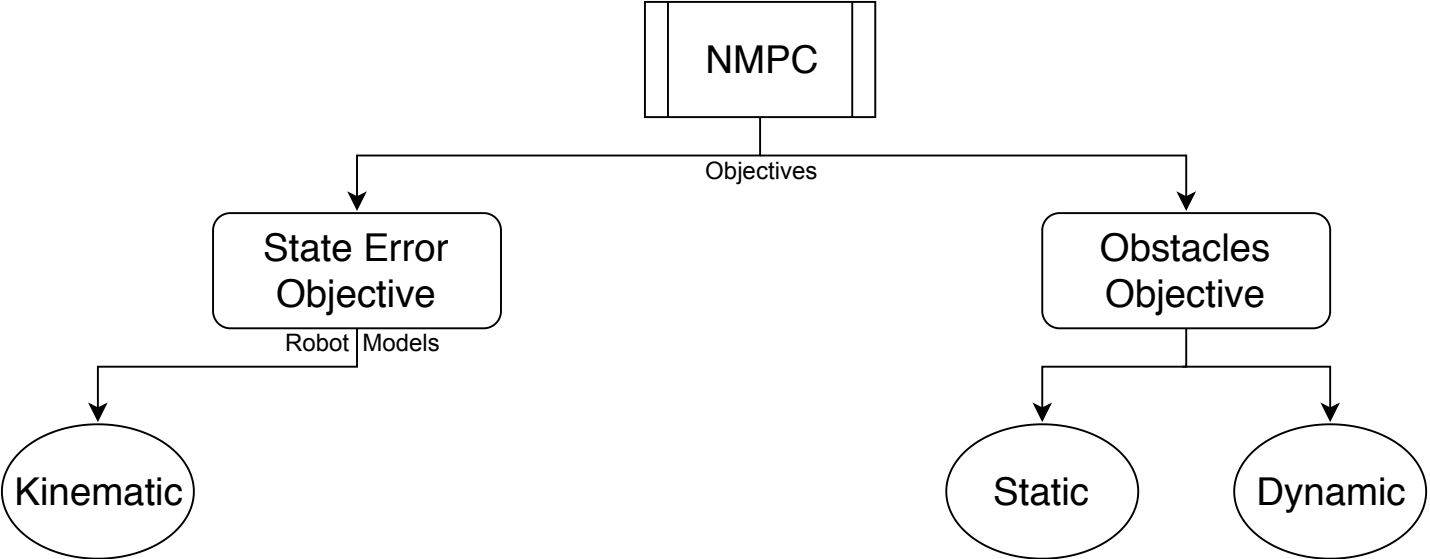 NMPC
Objectives
State Error
Objective
Obstacles
Objective
Robot Models
Kinematic
Static
Dynamic